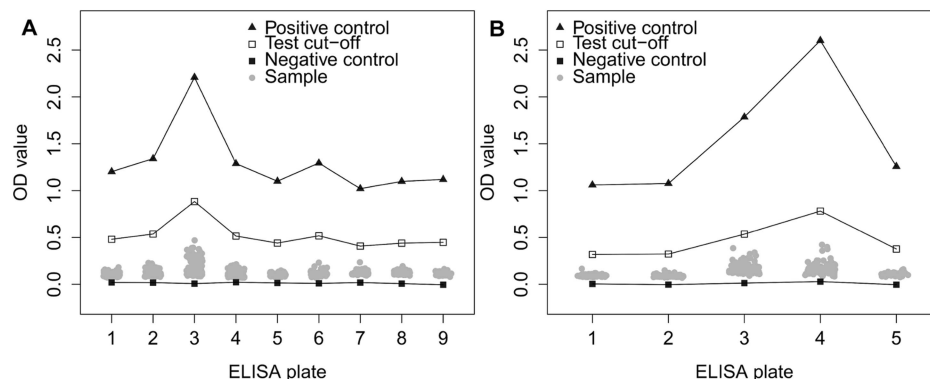 A
Positive control
Test cut-off
Negative control
Sample
OD value
2.5
2.0
1.5
1.0
0.5
0.0
1 2 3 4 5 6 7 8 9
ELISA plate
B
Positive control
Test cut-off
Negative control
Sample
OD value
2.5
2.0
1.5
1.0
0.5
0.0
1 2 3 4 5
ELISA plate